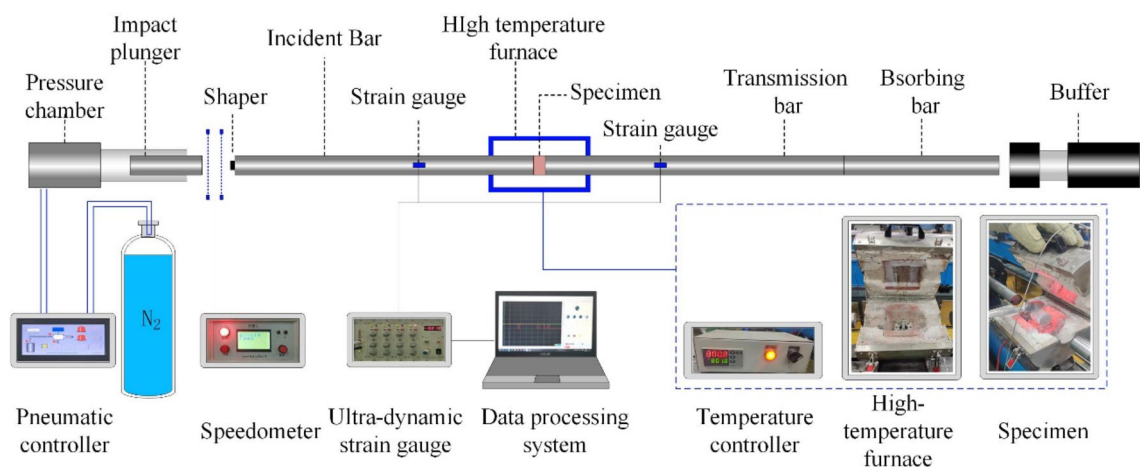 Impact
plunger
Incident Bar
HIgh temperature
furnace
Pressure
chamber
Shaper
Strain gauge
Specimen
Strain gauge
Transmission
bar
Bsorbing
bar
Buffer
N2
Pneumatic
controller
Speedometer
Ultra-dynamic
strain gauge
Data processing
system
Temperature
controller
High-
temperature
furnace
Specimen